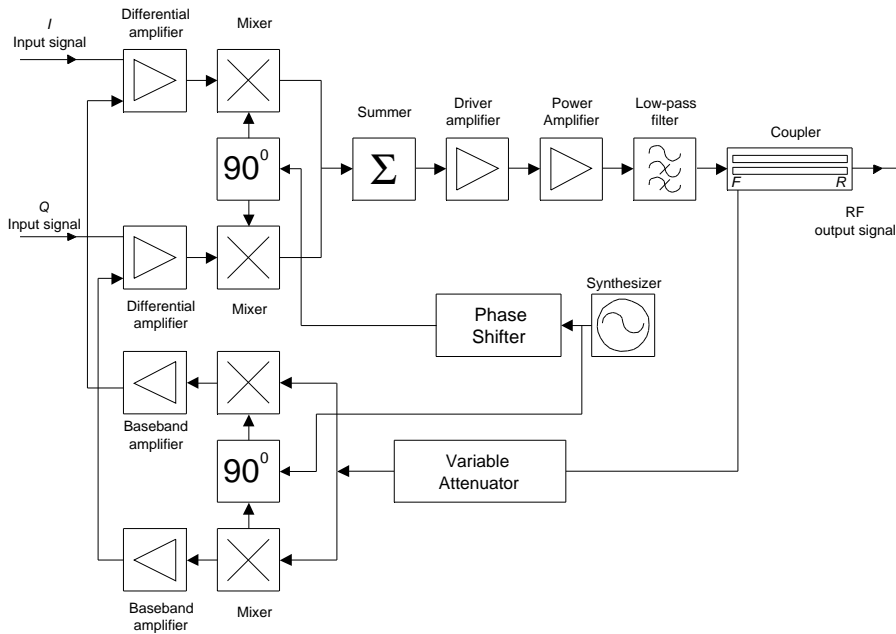 I
Input signal
Differential
amplifier
Mixer
90⁰
Summer
Σ
Driver
amplifier
Power
Amplifier
Low-pass
filter
Coupler
F
R
RF
output signal
Q
Input signal
Differential
amplifier
Mixer
Phase
Shifter
Synthesizer
Baseband
amplifier
90⁰
Variable
Attenuator
Baseband
amplifier
Mixer